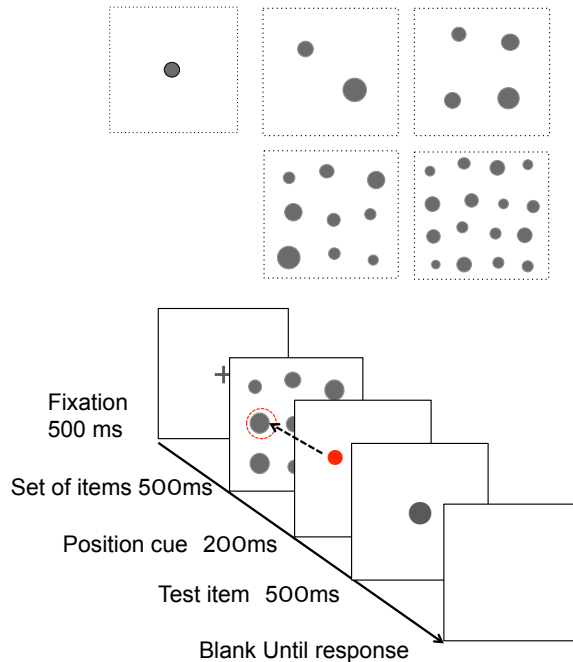 Fixation
500 ms
Set of items 500ms
Position cue 200ms
Test item 500ms
Blank Until response